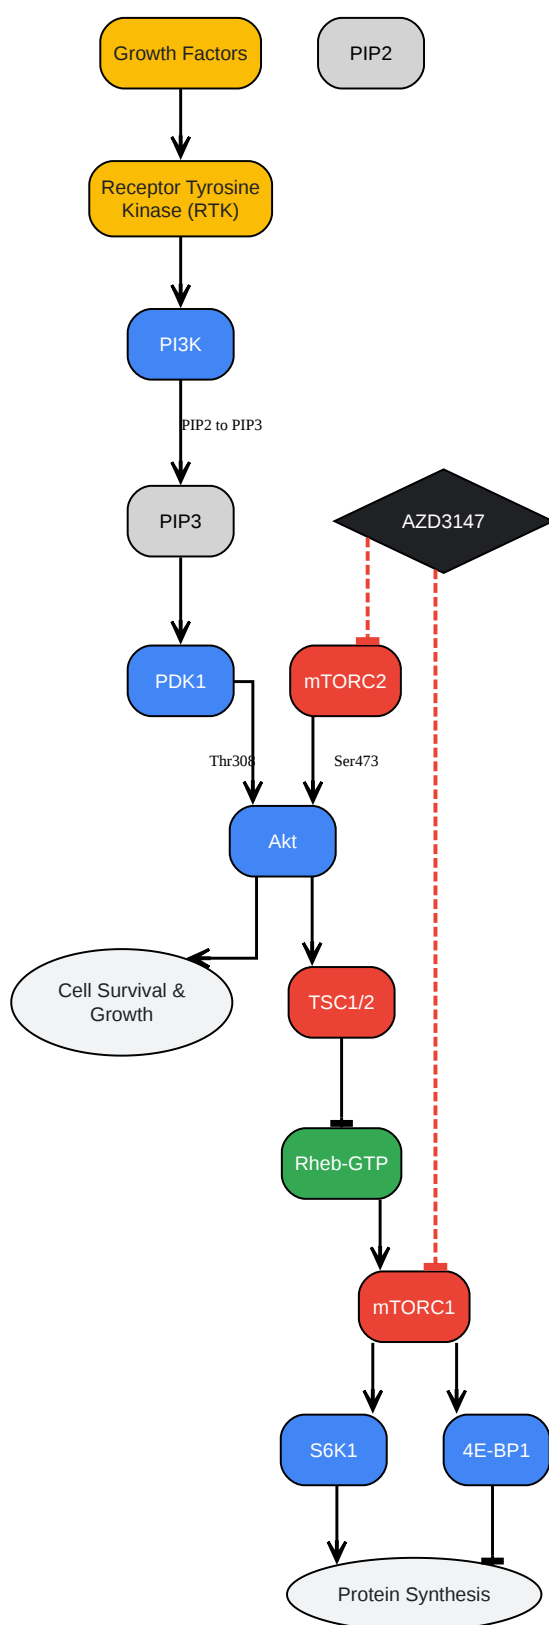 Growth Factors
PIP2
Receptor Tyrosine
Kinase (RTK)
PI3K
PIP2 to PIP3
PIP3
AZD3147
PDK1
mTORC2
Thr308
Ser473
Akt
Cell Survival &
Growth
TSC1/2
Rheb-GTP
mTORC1
S6K1
4E-BP1
Protein Synthesis